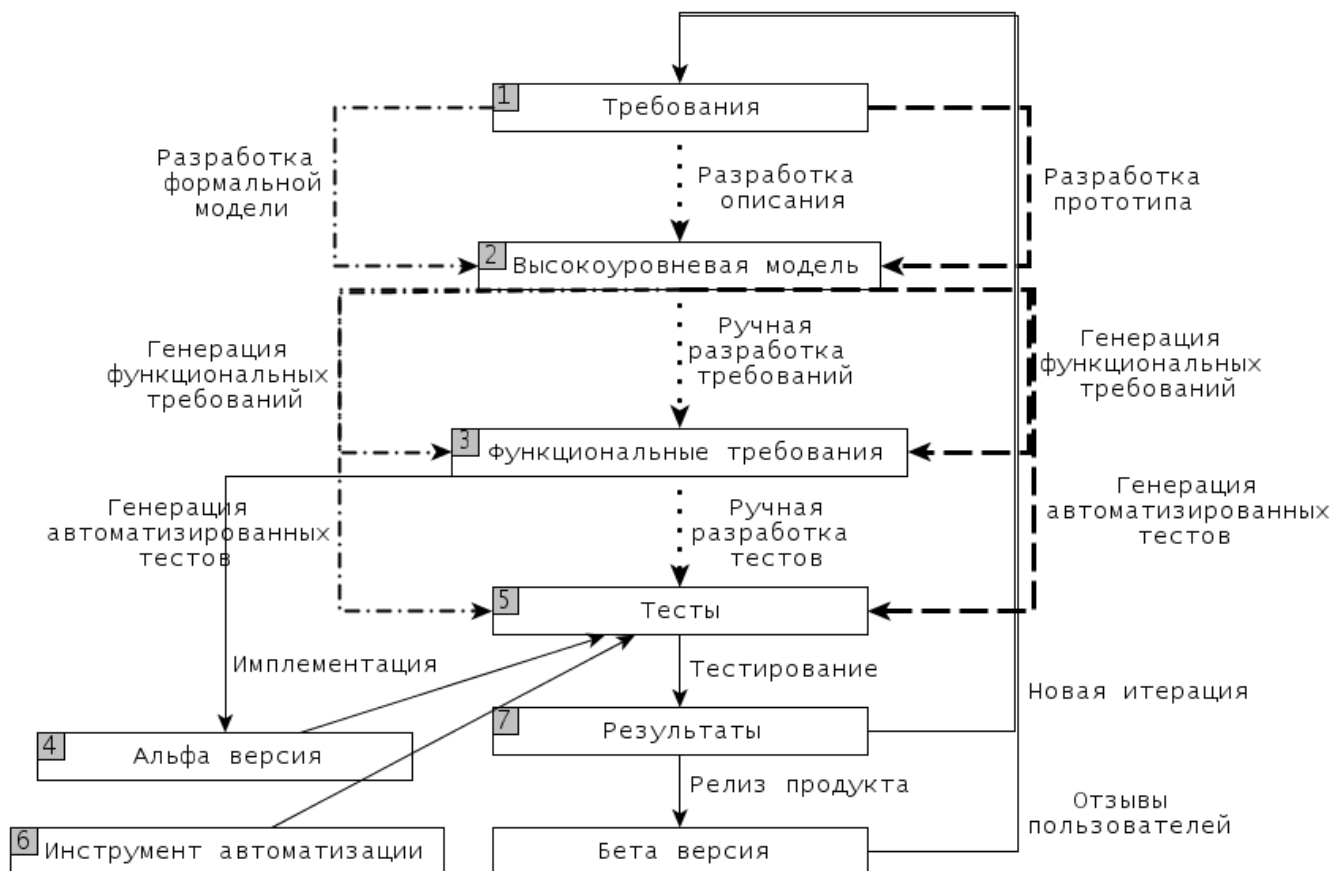 1
Требования
Разработка
формальной
модели
Разработка
описания
Разработка
прототипа
2
Высокоуровневая модель
Генерация
функциональных
требований
Ручная
разработка
требований
Генерация
функциональных
требований
3
Функциональные требования
Генерация
автоматизированных
тестов
Ручная
разработка
тестов
Генерация
автоматизированных
тестов
5
Тесты
Имплементация
Тестирование
Новая итерация
4
Альфа версия
7
Результаты
Релиз продукта
Отзывы
пользователей
6
Инструмент автоматизации
Бета версия